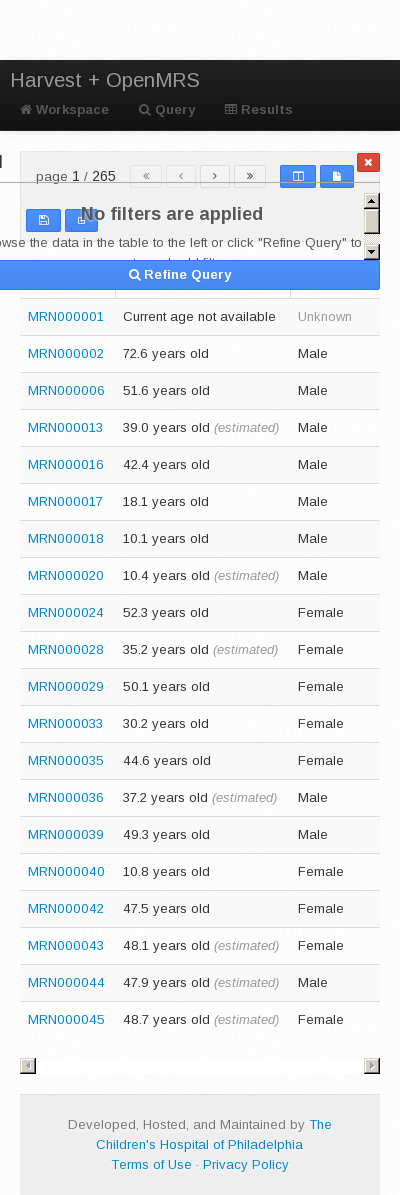 Harvest + OpenMRS
Workspace Query Results
page 1 / 265 « ‹ › »
No filters are applied
wse the data in the table to the left or click "Refine Query" to
Refine Query
MRN000001 Current age not available Unknown
MRN000002 72.6 years old Male
MRN000006 51.6 years old Male
MRN000013 39.0 years old (estimated) Male
MRN000016 42.4 years old Male
MRN000017 18.1 years old Male
MRN000018 10.1 years old Male
MRN000020 10.4 years old (estimated) Male
MRN000024 52.3 years old Female
MRN000028 35.2 years old (estimated) Female
MRN000029 50.1 years old Female
MRN000033 30.2 years old Female
MRN000035 44.6 years old Female
MRN000036 37.2 years old (estimated) Male
MRN000039 49.3 years old Male
MRN000040 10.8 years old Female
MRN000042 47.5 years old Female
MRN000043 48.1 years old (estimated) Female
MRN000044 47.9 years old (estimated) Male
MRN000045 48.7 years old (estimated) Female
Developed, Hosted, and Maintained by The
Children's Hospital of Philadelphia
Terms of Use · Privacy Policy